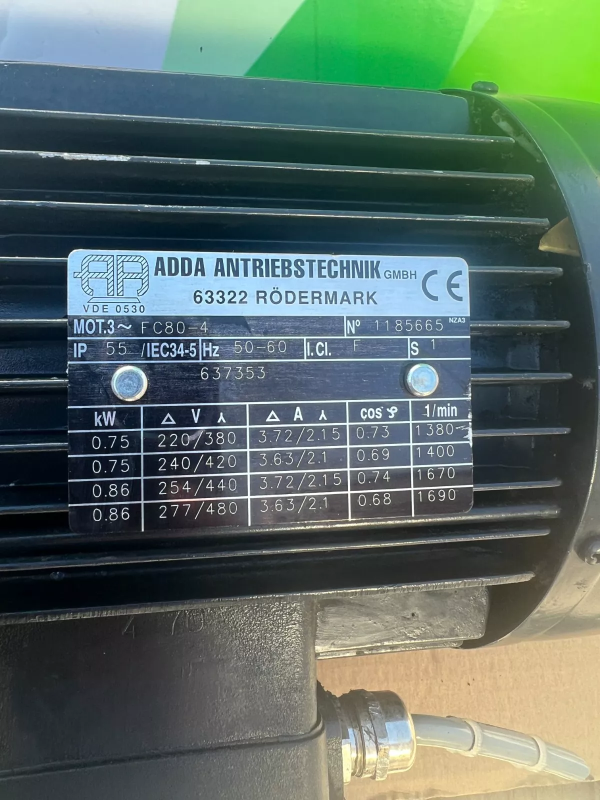 ADDA ANTRIEBSTECHNIK GMBH
VDE 0530
63322 RÖDERMARK
CE
MOT.3~ FC80-4 Nº 1185665 NZA3
IP 55 /IEC34-5 Hz 50-60 I.Cl. F S 1
637353
kW △ V ⅄ △ A ⅄ cos φ 1/min
0.75 220/380 3.72/2.15 0.73 1380
0.75 240/420 3.63/2.1 0.69 1400
0.86 254/440 3.72/2.15 0.74 1670
0.86 277/480 3.63/2.1 0.68 1690